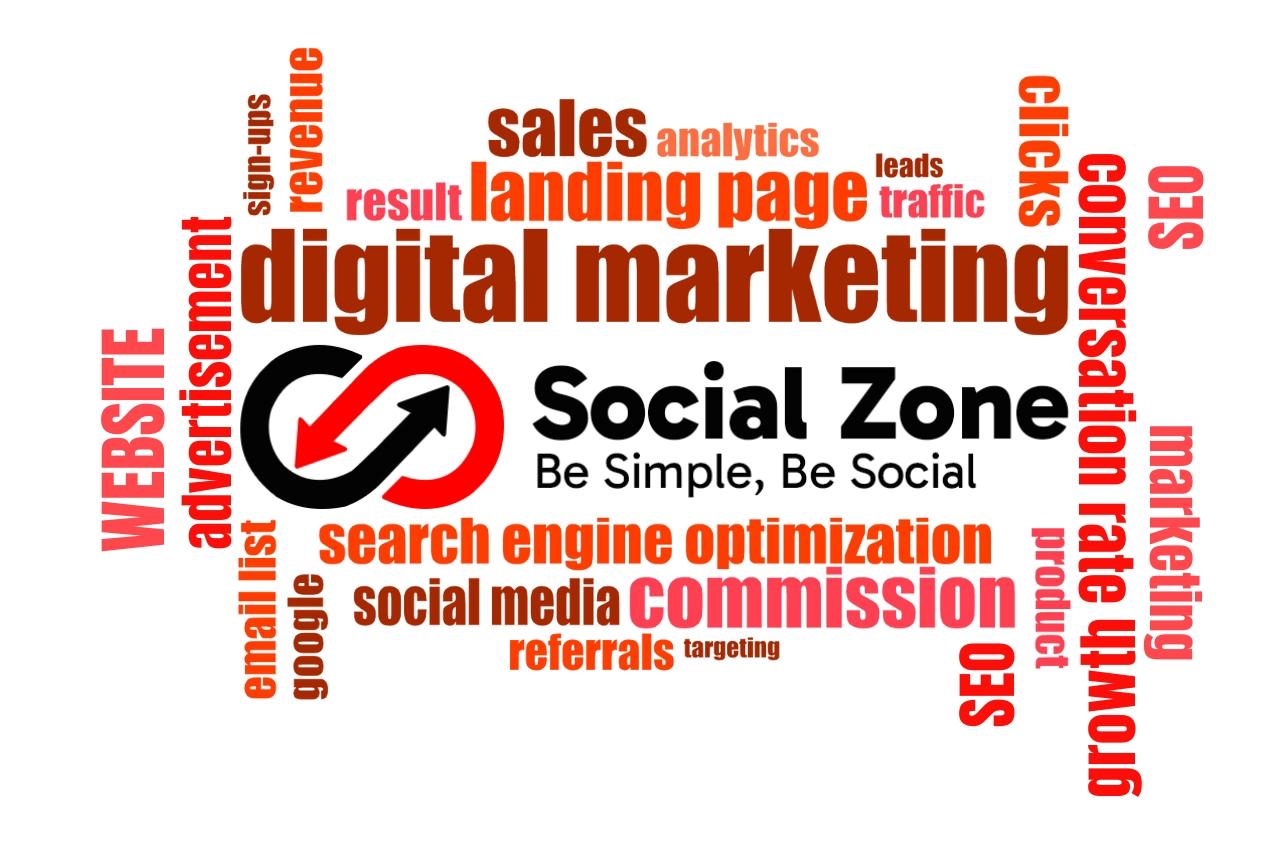 sign-ups
revenue
sales
analytics
clicks
result
landing page
leads
traffic
conversation rate
SEO
digital marketing
WEBSITE
advertisement
Social Zone
Be Simple, Be Social
marketing
email list
google
search engine optimization
social media
commission
referrals
targeting
product
SEO
growth